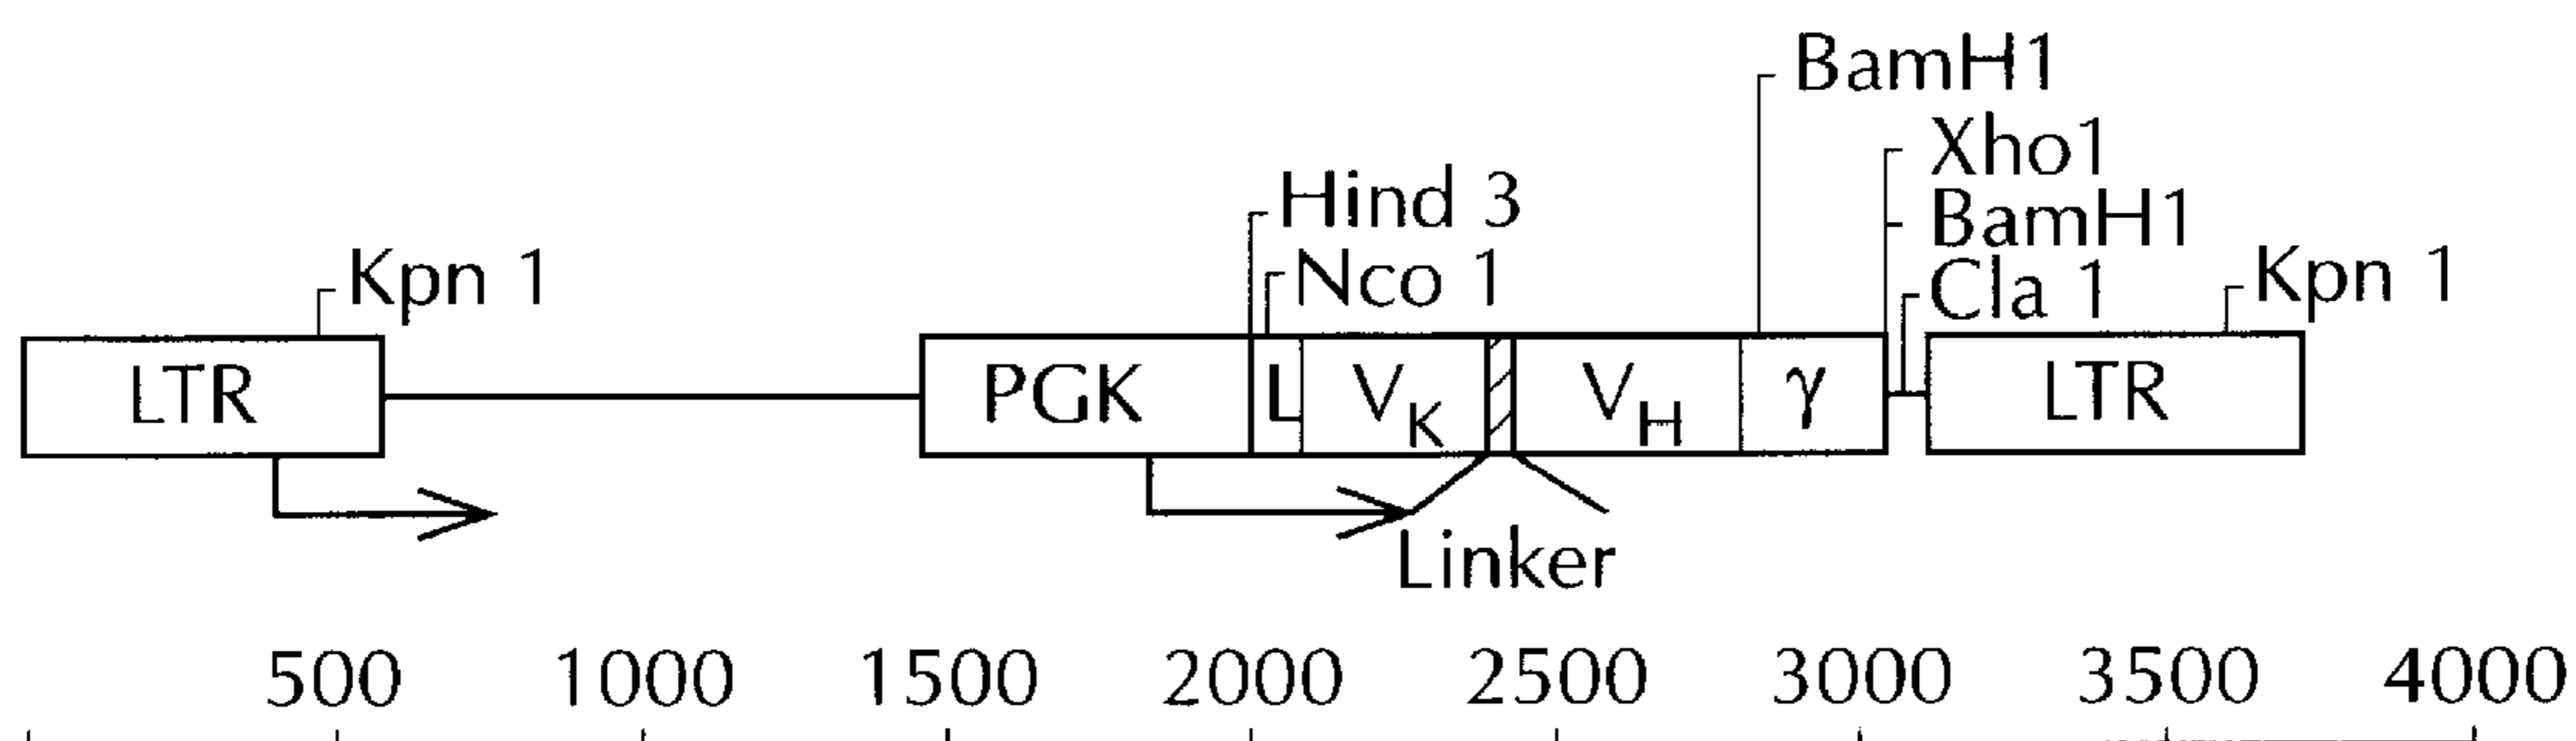 BamH1
Xho1
Hind 3
BamH1
Kpn 1
Nco 1
Cla 1
Kpn 1
LTR
PGK
L
VK
VH
γ
LTR
Linker
500 1000 1500 2000 2500 3000 3500 4000